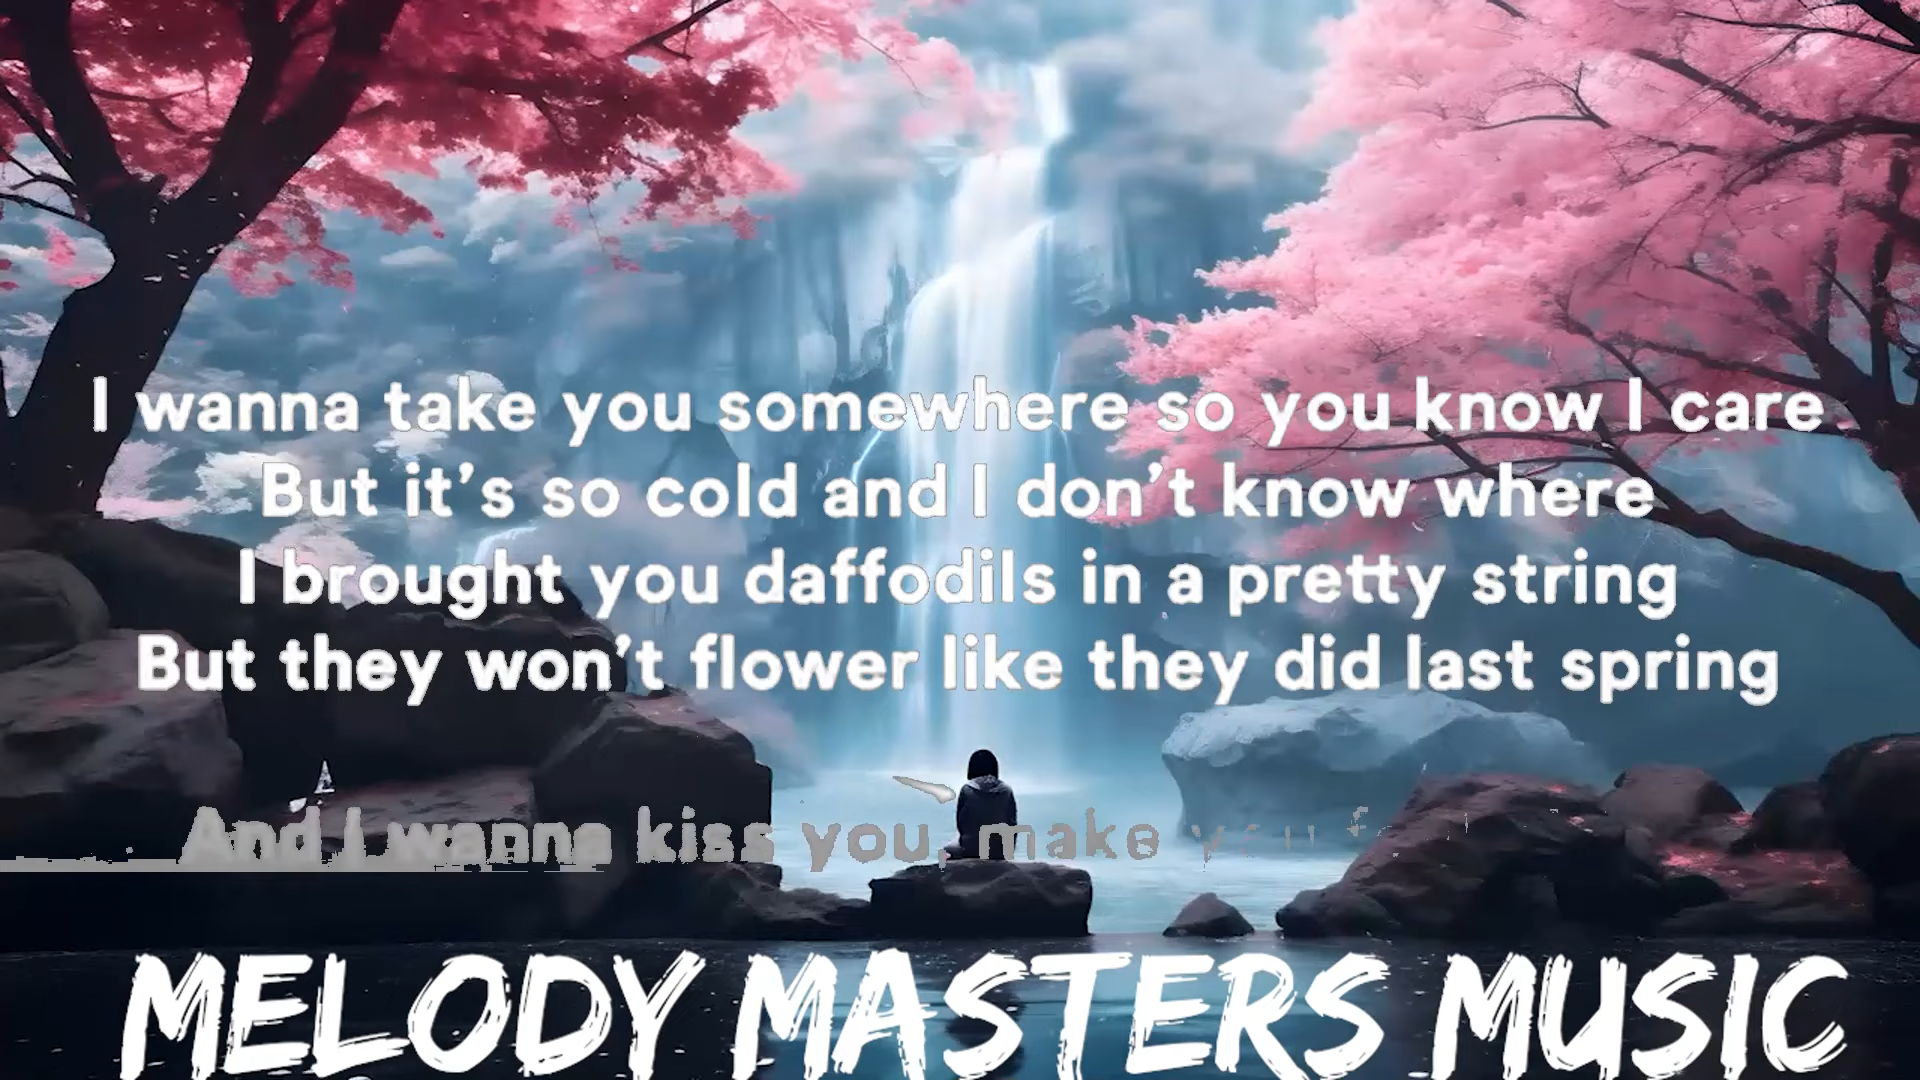 I wanna take you somewhere so you know I care
But it's so cold and I don't know where
I brought you daffodils in a pretty string
But they won't flower like they did last spring
And I wanna kiss you, make you
MELODY MASTERS MUSIC